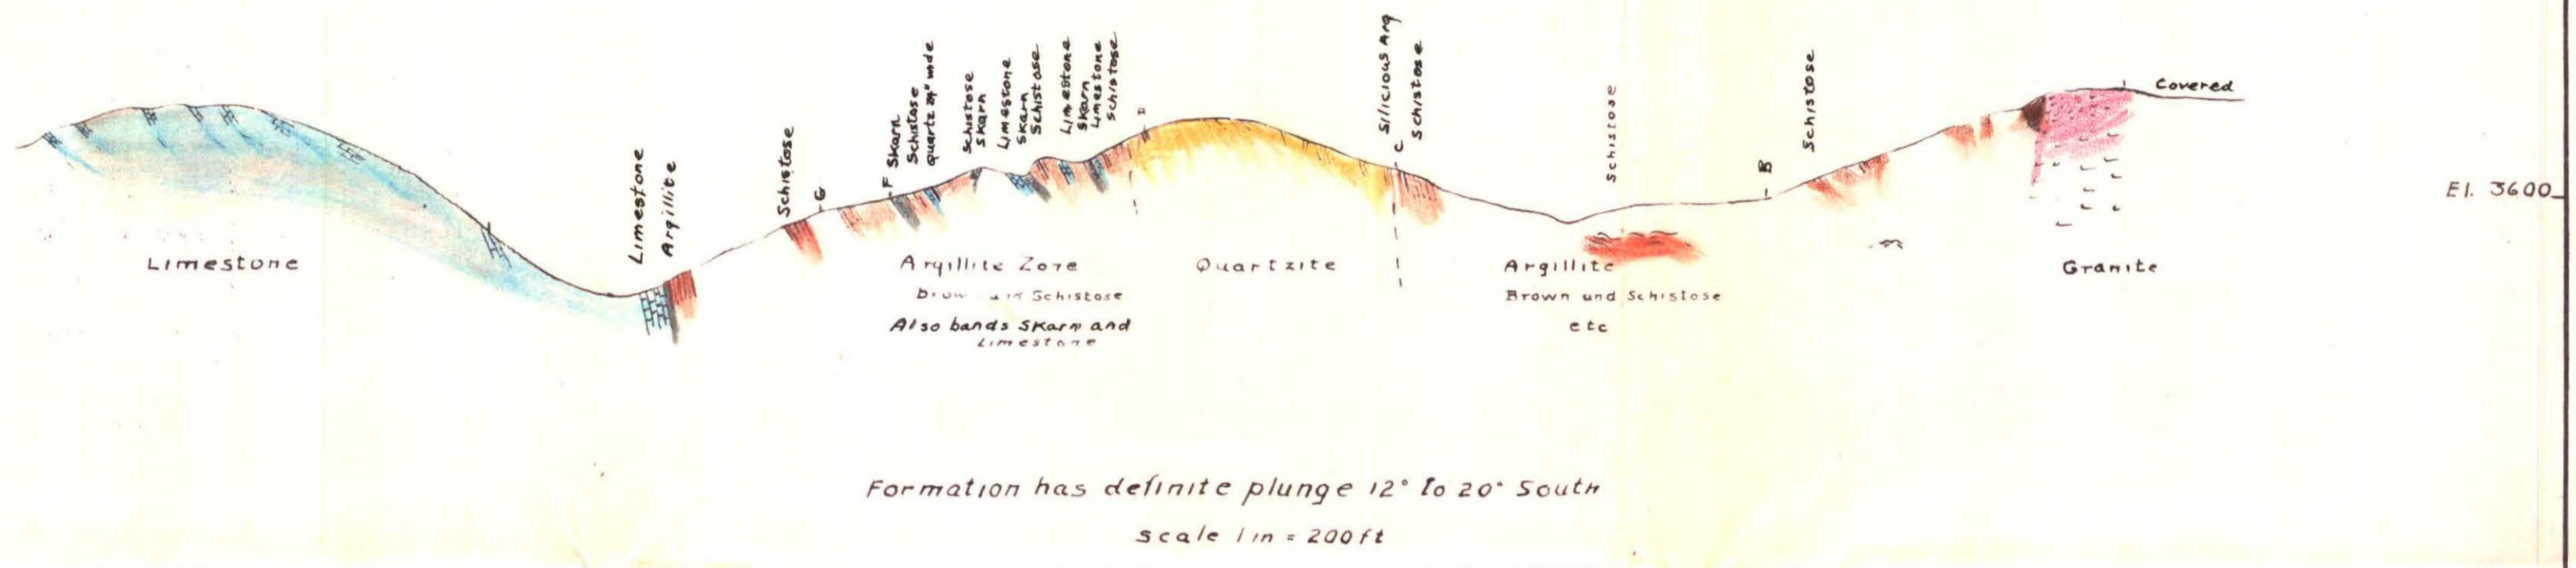 Limestone
Limestone
Argillite
Schistose
G
F
Skarn
Schistose
quartz wide
Schistose
Skarn
Limestone
Skarn
Schistose
Limestone
Skarn
Limestone
Schistose
D
C
Silicious Arg
Schistose
Schistose
B
Schistose
Covered
El. 3600
Argillite Zone
Schistose
Also bands Skarn and
Limestone
Quartzite
Argillite
Brown and Schistose
etc
Granite
Formation has definite plunge 12° to 20° South
Scale 1 in = 200 ft